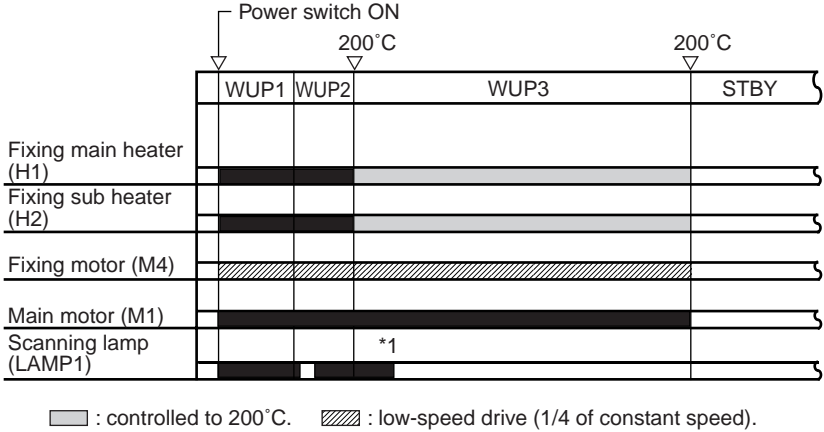 Power switch ON
200˚C 200˚C
WUP1 WUP2 WUP3 STBY
Fixing main heater
(H1)
Fixing sub heater
(H2)
Fixing motor (M4)
Main motor (M1)
Scanning lamp
(LAMP1)
*1
: controlled to 200˚C. : low-speed drive (1/4 of constant speed).